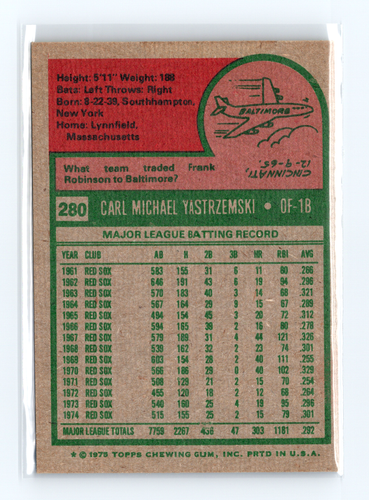 Height: 5'11" Weight: 188
Bats: Left Throws: Right
Born: 8-22-39, Southhampton,
New York
Home: Lynnfield,
Massachusetts
BALTIMORE
CINCINNATI,
12-9-65.
What team traded Frank
Robinson to Baltimore?
280 CARL MICHAEL YASTRZEMSKI • OF-1B
MAJOR LEAGUE BATTING RECORD
YEAR CLUB AB H 2B 3B HR RBI AVG
1961 RED SOX 583 155 31 6 11 80 .266
1962 RED SOX 646 191 43 6 19 94 .296
1963 RED SOX 570 183 40 3 14 68 .321
1964 RED SOX 567 164 29 9 15 67 .289
1965 RED SOX 494 154 45 3 20 72 .312
1966 RED SOX 594 165 39 2 16 80 .278
1967 RED SOX 579 189 31 4 44 121 .326
1968 RED SOX 539 162 32 2 23 74 .301
1969 RED SOX 603 154 28 2 40 111 .255
1970 RED SOX 566 186 29 0 40 102 .329
1971 RED SOX 508 129 21 2 15 70 .254
1972 RED SOX 455 120 18 2 12 68 .264
1973 RED SOX 540 160 25 4 19 95 .296
1974 RED SOX 515 155 25 2 15 79 .301
MAJOR LEAGUE TOTALS 7759 2267 436 47 303 1181 .292
* © 1975 TOPPS CHEWING GUM, INC. PRTD IN U.S.A.